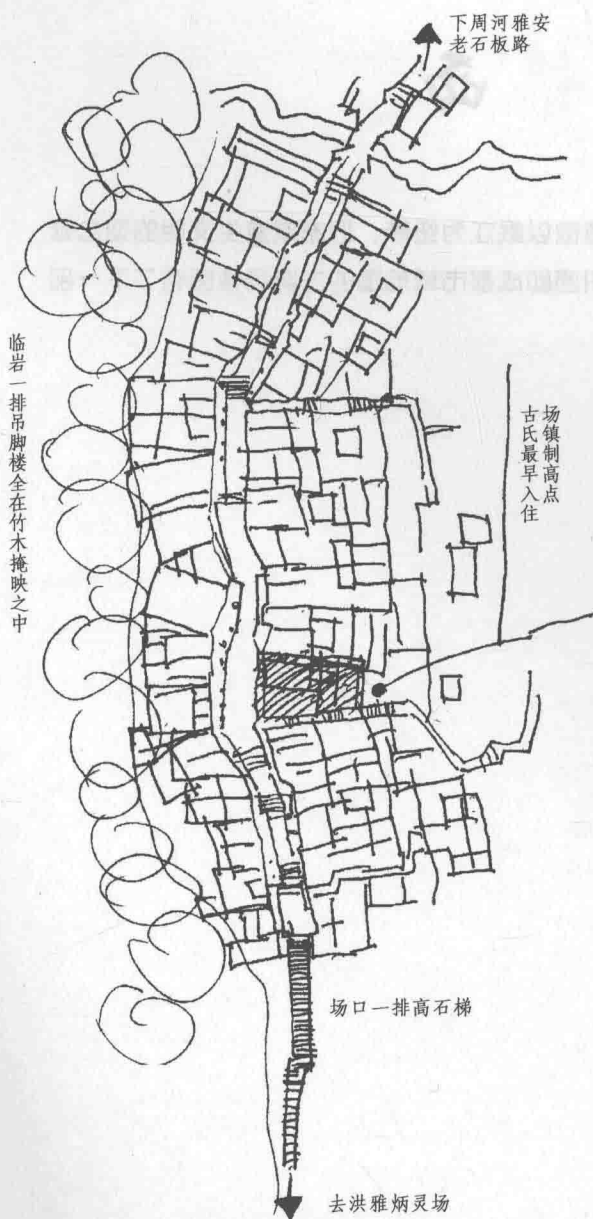 下周河雅安
老石板路
临岩一排吊脚楼全在竹木掩映之中
场镇制高点
古氏最早入住
场口一排高石梯
去洪雅炳灵场